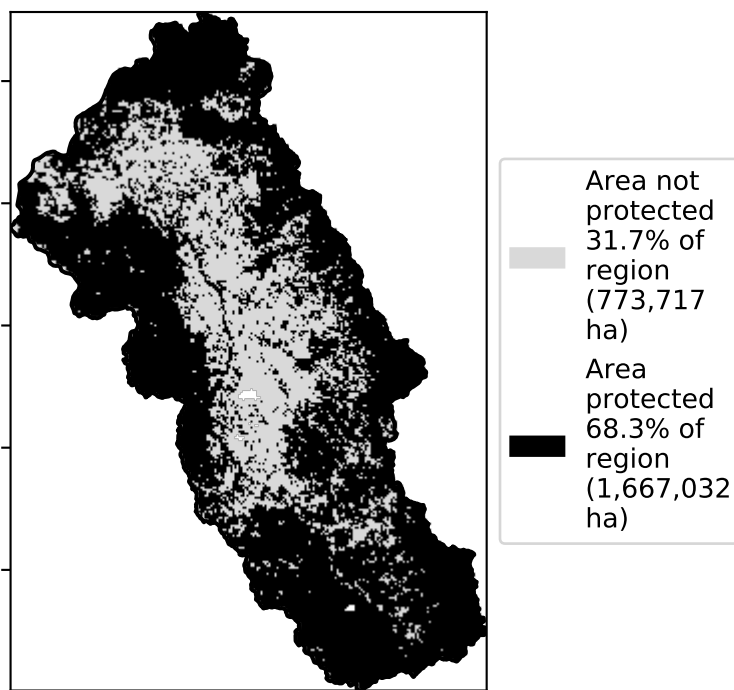 Area not
protected
31.7% of
region
(773,717
ha)
Area
protected
68.3% of
region
(1,667,032
ha)